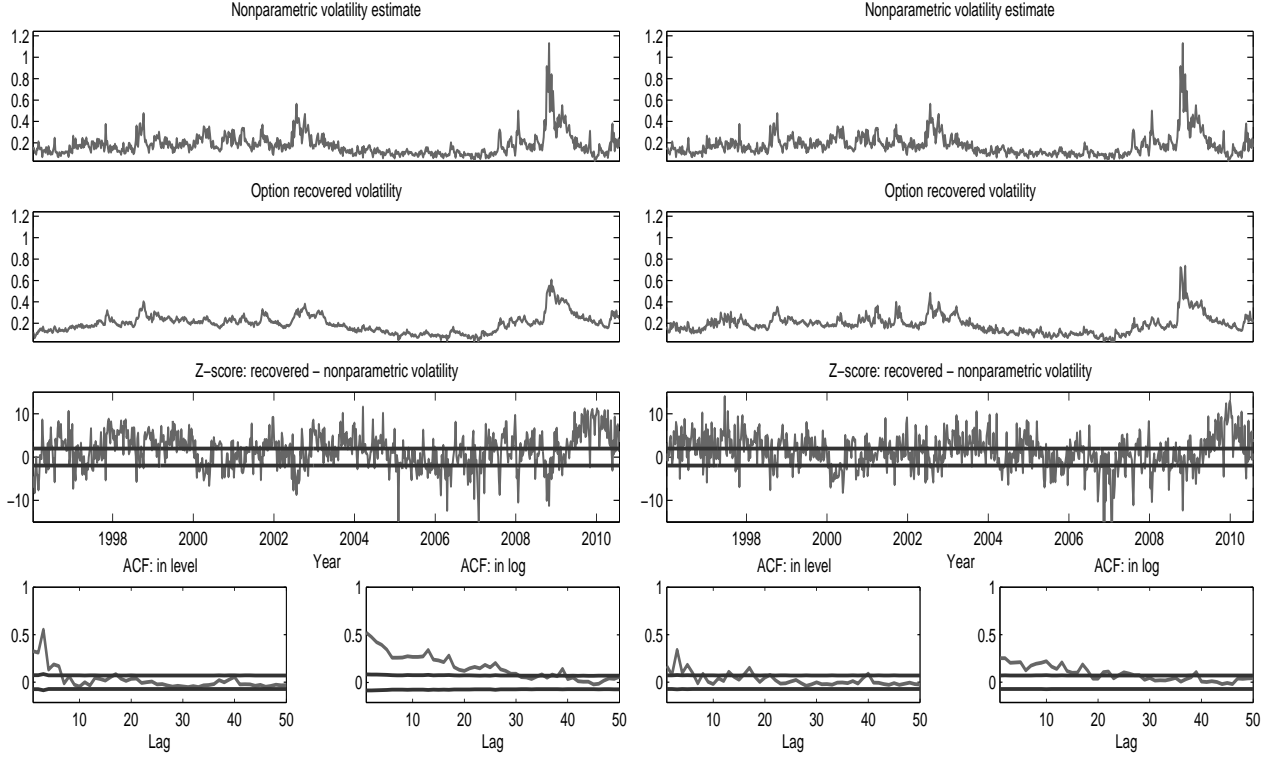 Nonparametric volatility estimate
1.2
1
0.8
0.6
0.4
0.2
Option recovered volatility
1.2
1
0.8
0.6
0.4
0.2
Z−score: recovered − nonparametric volatility
10
0
−10
1998 2000 2002 2004 2006 2008 2010
Year
ACF: in level
1
0.5
0
10 20 30 40 50
Lag
ACF: in log
1
0.5
0
10 20 30 40 50
Lag
Nonparametric volatility estimate
1.2
1
0.8
0.6
0.4
0.2
Option recovered volatility
1.2
1
0.8
0.6
0.4
0.2
Z−score: recovered − nonparametric volatility
10
0
−10
1998 2000 2002 2004 2006 2008 2010
Year
ACF: in level
1
0.5
0
10 20 30 40 50
Lag
ACF: in log
1
0.5
0
10 20 30 40 50
Lag